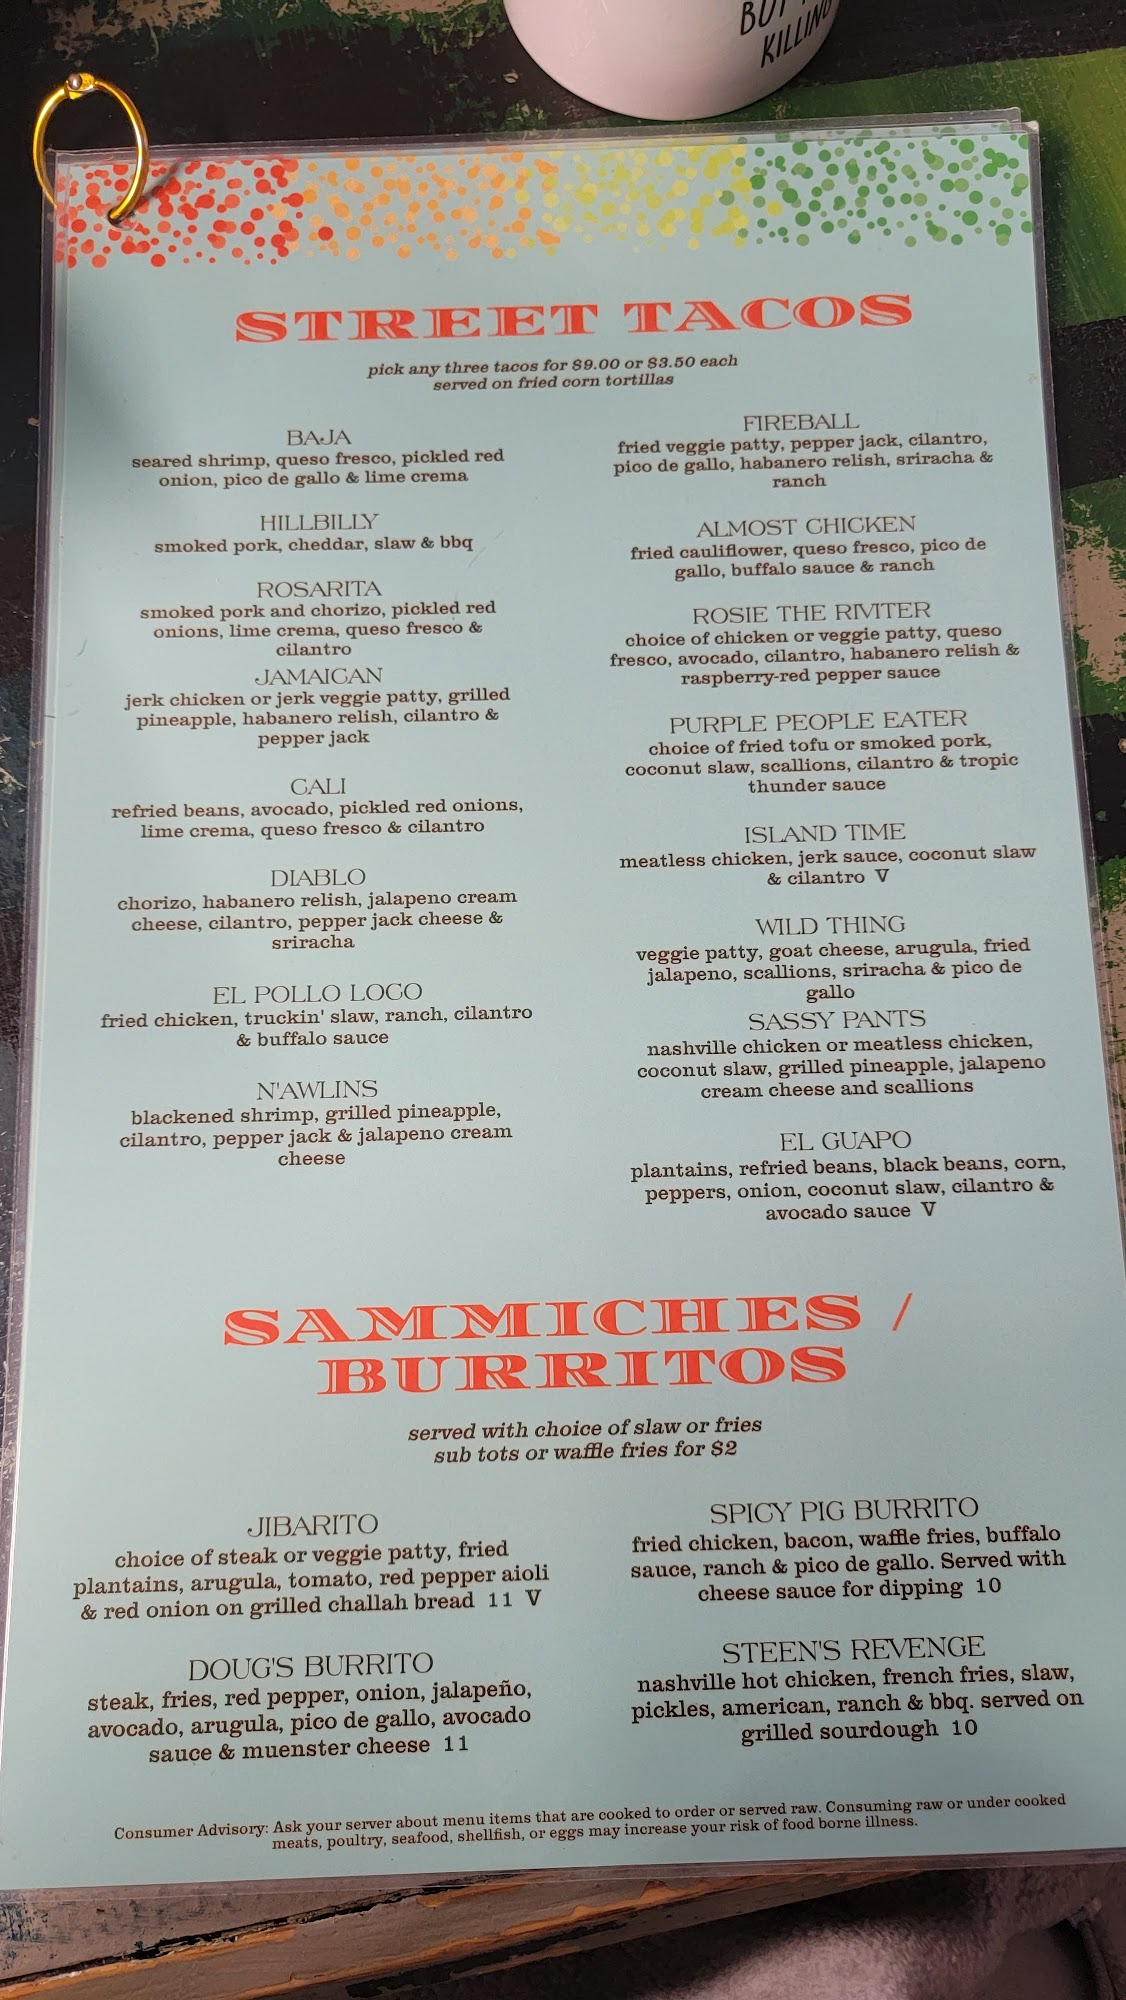 BUT
KILLING
STREET TACOS
pick any three tacos for $9.00 or $3.50 each
served on fried corn tortillas
BAJA
seared shrimp, queso fresco, pickled red
onion, pico de gallo & lime crema
HILLBILLY
smoked pork, cheddar, slaw & bbq
ROSARITA
smoked pork and chorizo, pickled red
onions, lime crema, queso fresco &
cilantro
JAMAICAN
jerk chicken or jerk veggie patty, grilled
pineapple, habanero relish, cilantro &
pepper jack
CALI
refried beans, avocado, pickled red onions,
lime crema, queso fresco & cilantro
DIABLO
chorizo, habanero relish, jalapeno cream
cheese, cilantro, pepper jack cheese &
sriracha
EL POLLO LOCO
fried chicken, truckin' slaw, ranch, cilantro
& buffalo sauce
N'AWLINS
blackened shrimp, grilled pineapple,
cilantro, pepper jack & jalapeno cream
cheese
FIREBALL
fried veggie patty, pepper jack, cilantro,
pico de gallo, habanero relish, sriracha &
ranch
ALMOST CHICKEN
fried cauliflower, queso fresco, pico de
gallo, buffalo sauce & ranch
ROSIE THE RIVITER
choice of chicken or veggie patty, queso
fresco, avocado, cilantro, habanero relish &
raspberry-red pepper sauce
PURPLE PEOPLE EATER
choice of fried tofu or smoked pork,
coconut slaw, scallions, cilantro & tropic
thunder sauce
ISLAND TIME
meatless chicken, jerk sauce, coconut slaw
& cilantro V
WILD THING
veggie patty, goat cheese, arugula, fried
jalapeno, scallions, sriracha & pico de
gallo
SASSY PANTS
nashville chicken or meatless chicken,
coconut slaw, grilled pineapple, jalapeno
cream cheese and scallions
EL GUAPO
plantains, refried beans, black beans, corn,
peppers, onion, coconut slaw, cilantro &
avocado sauce V
SAMMICHES /
BURRITOS
served with choice of slaw or fries
sub tots or waffle fries for $2
JIBARITO
choice of steak or veggie patty, fried
plantains, arugula, tomato, red pepper aioli
& red onion on grilled challah bread 11 V
DOUG'S BURRITO
steak, fries, red pepper, onion, jalapeño,
avocado, arugula, pico de gallo, avocado
sauce & muenster cheese 11
SPICY PIG BURRITO
fried chicken, bacon, waffle fries, buffalo
sauce, ranch & pico de gallo. Served with
cheese sauce for dipping 10
STEEN'S REVENGE
nashville hot chicken, french fries, slaw,
pickles, american, ranch & bbq. served on
grilled sourdough 10
Consumer Advisory: Ask your server about menu items that are cooked to order or served raw. Consuming raw or under cooked
meats, poultry, seafood, shellfish, or eggs may increase your risk of food borne illness.